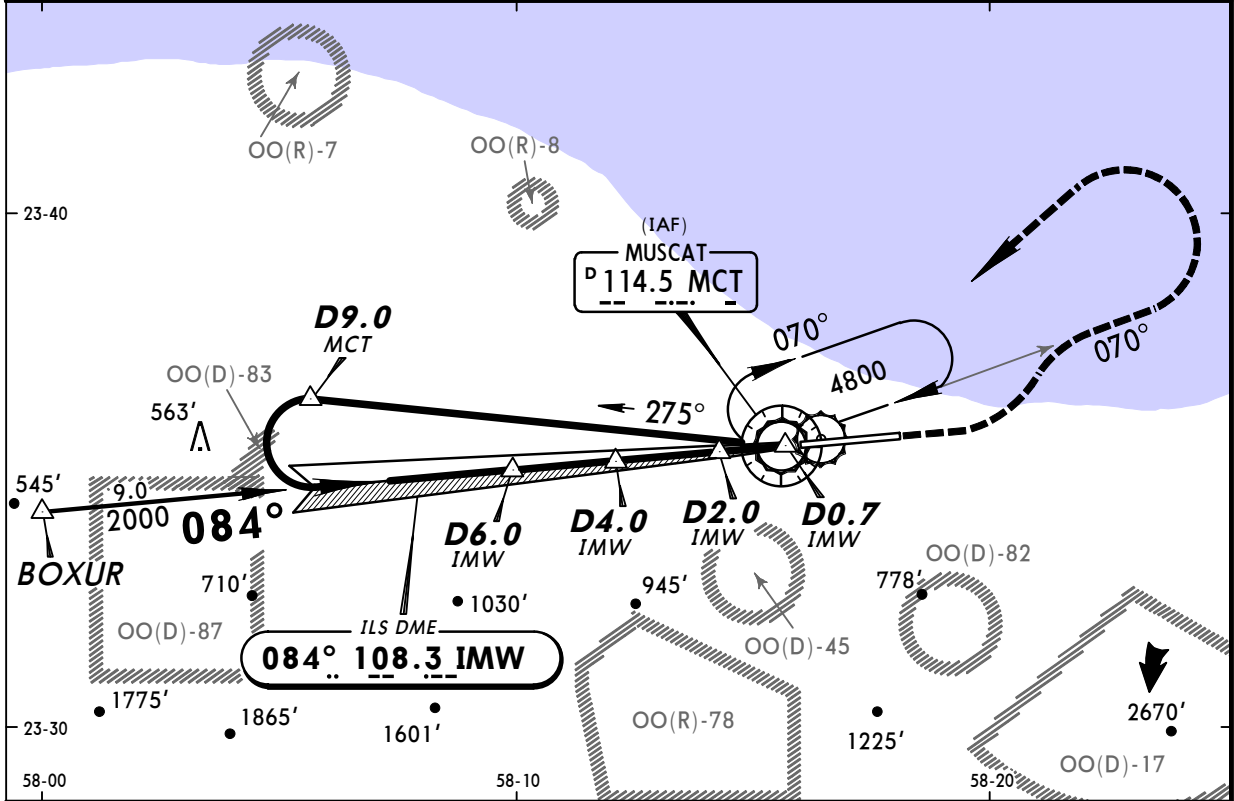 OO(R)-7
OO(R)-8
23-40
(IAF)
MUSCAT
D 114.5 MCT
D9.0
MCT
070°
070°
4800
OO(D)-83
563'
275°
545'
9.0
2000
084°
D6.0
IMW
D4.0
IMW
D2.0
IMW
D0.7
IMW
BOXUR
710'
1030'
945'
OO(D)-82
778'
OO(D)-87
OO(D)-45
ILS DME
084° 108.3 IMW
1775'
1865'
1601'
OO(R)-78
1225'
2670'
OO(D)-17
23-30
58-00
58-10
58-20